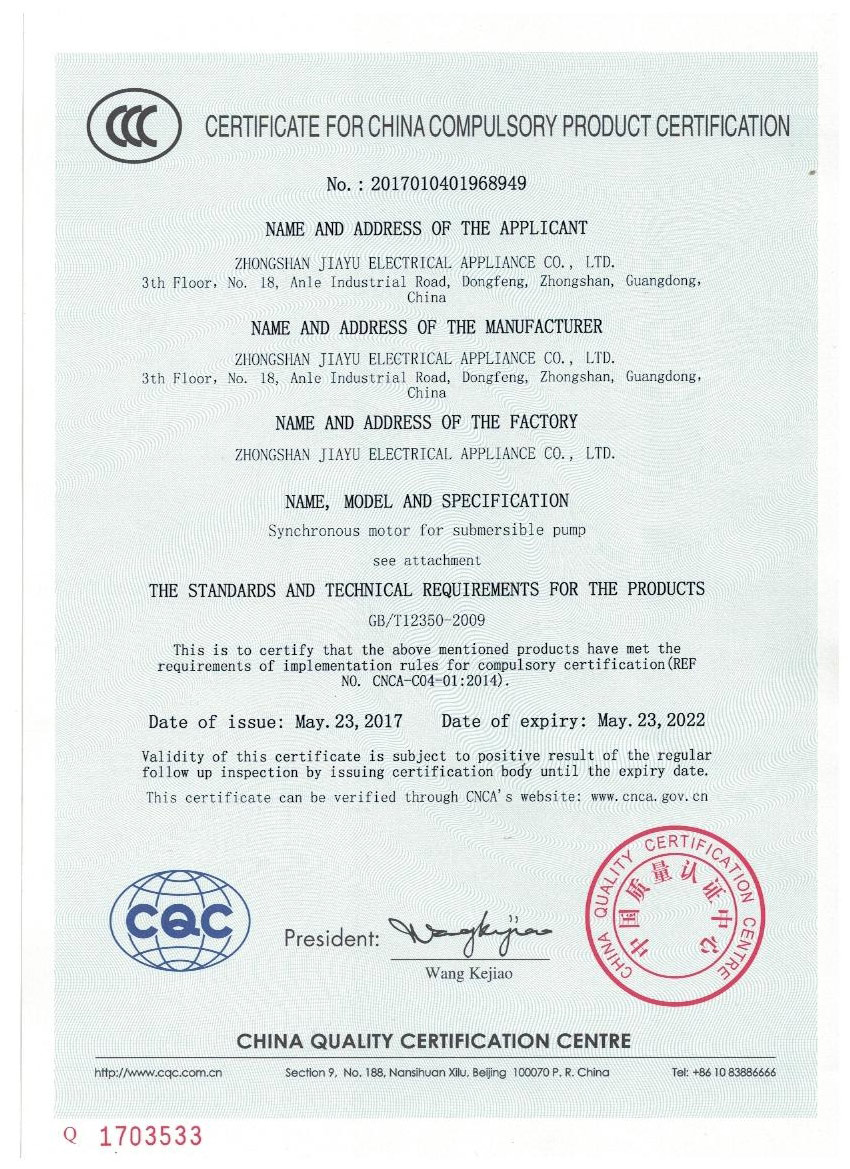 CCC
CERTIFICATE FOR CHINA COMPULSORY PRODUCT CERTIFICATION
No. : 2017010401968949
NAME AND ADDRESS OF THE APPLICANT
ZHONGSHAN JIAYU ELECTRICAL APPLIANCE CO., LTD.
3th Floor, No. 18, Anle Industrial Road, Dongfeng, Zhongshan, Guangdong,
China
NAME AND ADDRESS OF THE MANUFACTURER
ZHONGSHAN JIAYU ELECTRICAL APPLIANCE CO., LTD.
3th Floor, No. 18, Anle Industrial Road, Dongfeng, Zhongshan, Guangdong,
China
NAME AND ADDRESS OF THE FACTORY
ZHONGSHAN JIAYU ELECTRICAL APPLIANCE CO., LTD.
NAME, MODEL AND SPECIFICATION
Synchronous motor for submersible pump
see attachment
THE STANDARDS AND TECHNICAL REQUIREMENTS FOR THE PRODUCTS
GB/T12350-2009
This is to certify that the above mentioned products have met the
requirements of implementation rules for compulsory certification(REF
NO. CNCA-C04-01:2014).
Date of issue: May. 23, 2017 Date of expiry: May. 23, 2022
Validity of this certificate is subject to positive result of the regular
follow up inspection by issuing certification body until the expiry date.
This certificate can be verified through CNCA's website: www.cnca.gov.cn
CQC
President: Wangkejiao
Wang Kejiao
CHINA QUALITY CERTIFICATION CENTRE
中国质量认证中心
CHINA QUALITY CERTIFICATION CENTRE
http://www.cqc.com.cn Section 9, No. 188, Nansihuan Xilu, Beijing 100070 P. R. China Tel: +86 10 83886666
Q 1703533